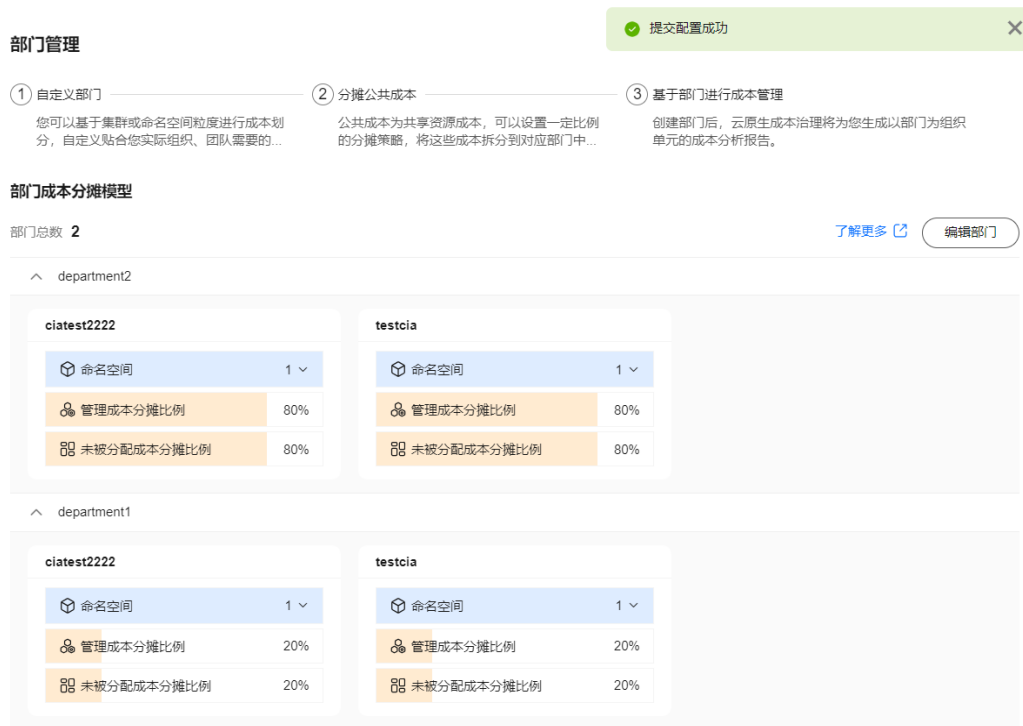 提交配置成功
部门管理
1 自定义部门
您可以基于集群或命名空间粒度进行成本划
分，自定义贴合您实际组织、团队需要的...
2 分摊公共成本
公共成本为共享资源成本，可以设置一定比例
的分摊策略，将这些成本拆分到对应部门中...
3 基于部门进行成本管理
创建部门后，云原生成本治理将为您生成以部门为组织
单元的成本分析报告。
部门成本分摊模型
部门总数 2
了解更多
编辑部门
department2
ciatest2222
命名空间 1
管理成本分摊比例 80%
未被分配成本分摊比例 80%
testcia
命名空间 1
管理成本分摊比例 80%
未被分配成本分摊比例 80%
department1
ciatest2222
命名空间 1
管理成本分摊比例 20%
未被分配成本分摊比例 20%
testcia
命名空间 1
管理成本分摊比例 20%
未被分配成本分摊比例 20%